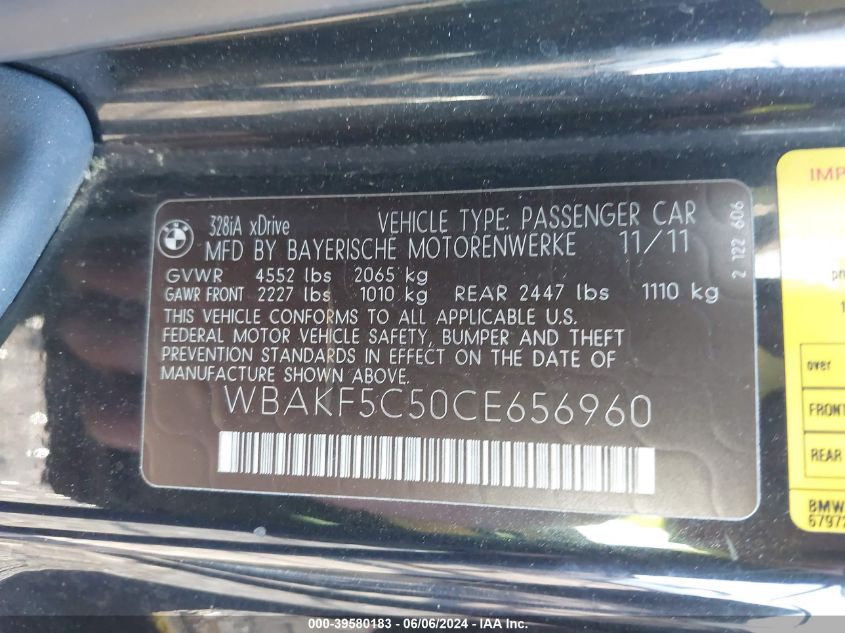 328iA xDrive VEHICLE TYPE: PASSENGER CAR
MFD BY BAYERISCHE MOTORENWERKE 11/11
GVWR 4552 lbs 2065 kg
GAWR FRONT 2227 lbs 1010 kg REAR 2447 lbs 1110 kg
THIS VEHICLE CONFORMS TO ALL APPLICABLE U.S.
FEDERAL MOTOR VEHICLE SAFETY, BUMPER AND THEFT
PREVENTION STANDARDS IN EFFECT ON THE DATE OF
MANUFACTURE SHOWN ABOVE.
WBAKF5C50CE656960
2 122 606
over
FRONT
REAR
BMW
000-39580183 - 06/06/2024 - IAA Inc.